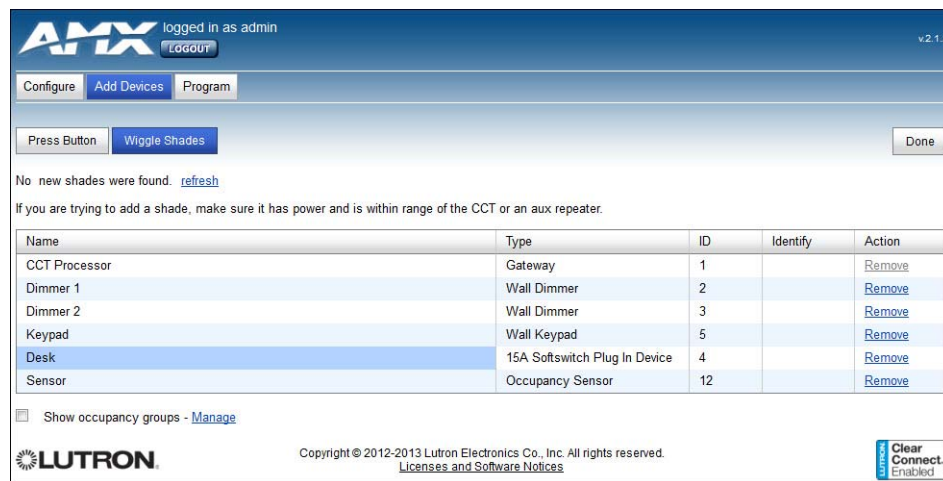 AMX logged in as admin
LOGOUT
v.2.1.
Configure Add Devices Program
Press Button Wiggle Shades Done
No new shades were found. refresh
If you are trying to add a shade, make sure it has power and is within range of the CCT or an aux repeater.
Name Type ID Identify Action
CCT Processor Gateway 1 Remove
Dimmer 1 Wall Dimmer 2 Remove
Dimmer 2 Wall Dimmer 3 Remove
Keypad Wall Keypad 5 Remove
Desk 15A Softswitch Plug In Device 4 Remove
Sensor Occupancy Sensor 12 Remove
Show occupancy groups - Manage
LUTRON.
Copyright © 2012-2013 Lutron Electronics Co., Inc. All rights reserved.
Licenses and Software Notices
LUTRON
Clear
Connect.
Enabled